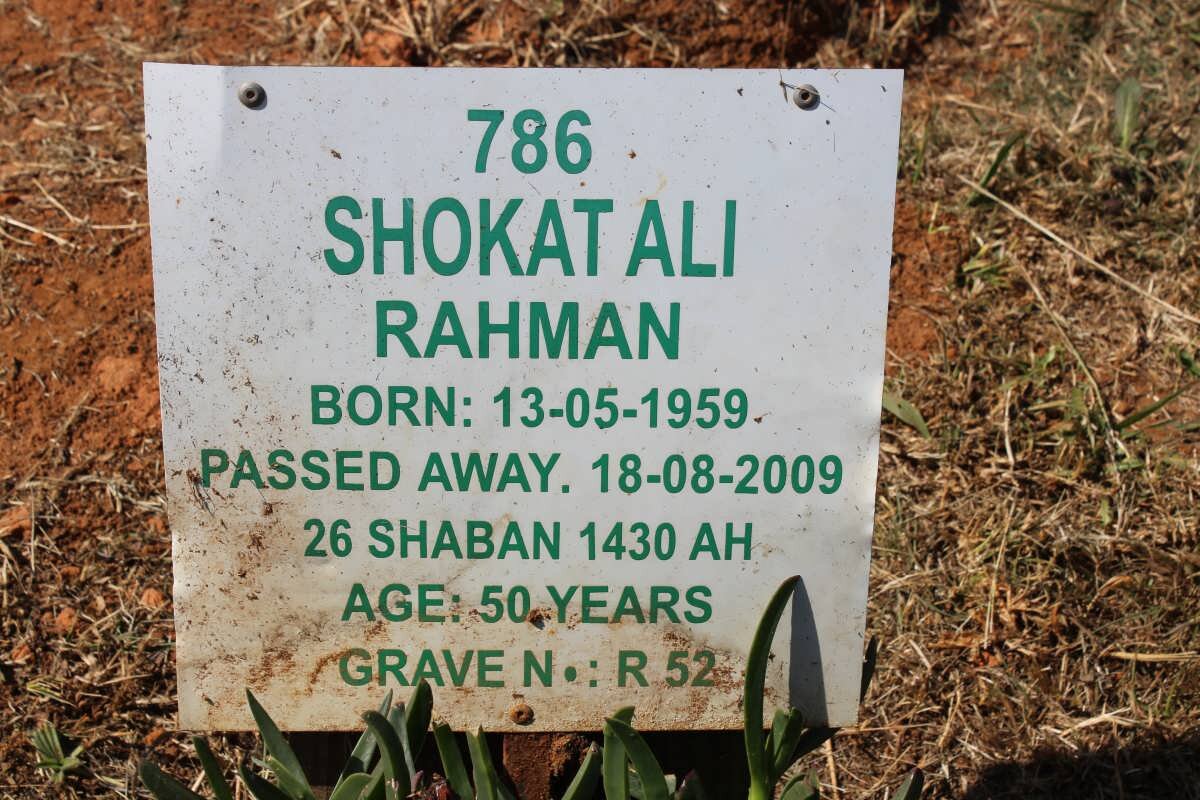 786
SHOKAT ALI
RAHMAN
BORN: 13-05-1959
PASSED AWAY. 18-08-2009
26 SHABAN 1430 AH
AGE: 50 YEARS
GRAVE N•: R 52